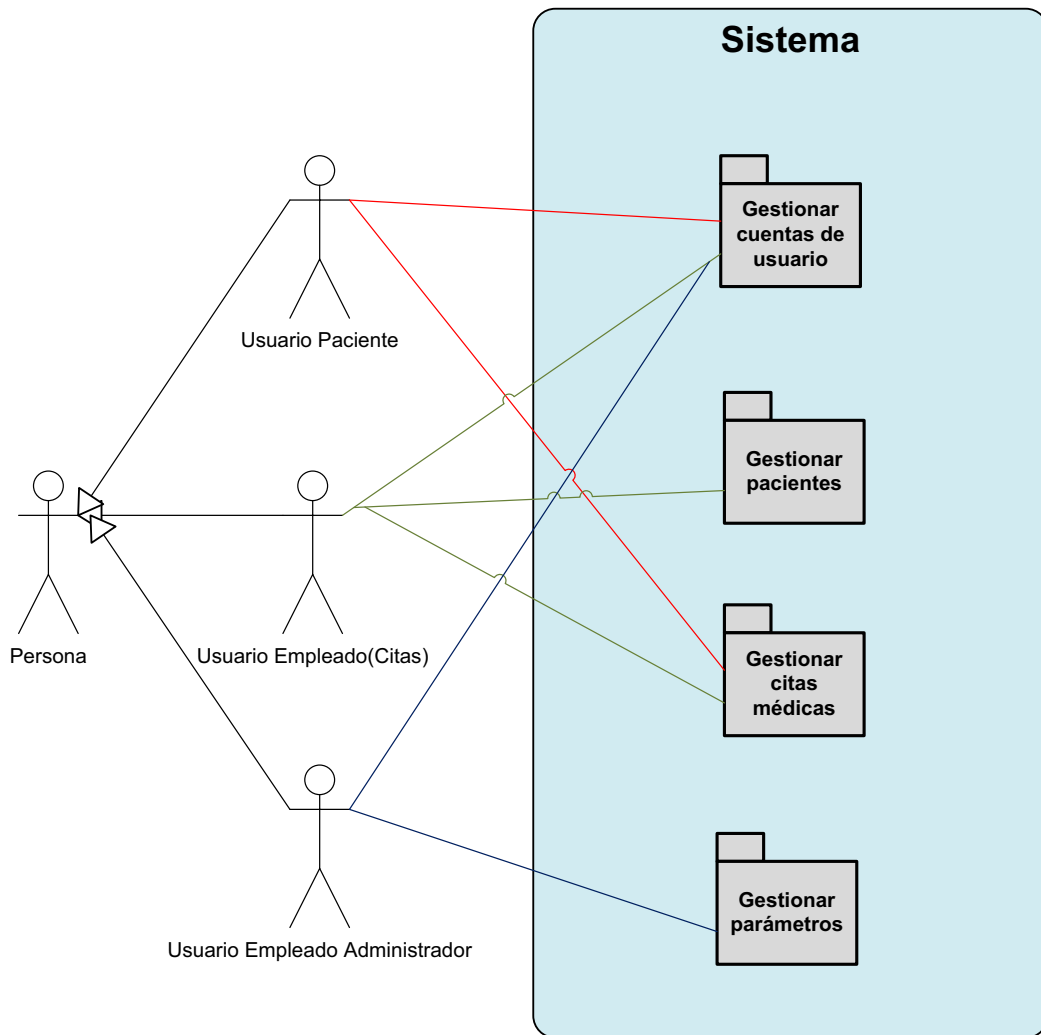 Sistema
Gestionar
cuentas de
usuario
Usuario Paciente
Gestionar
pacientes
Persona
Usuario Empleado(Citas)
Gestionar
citas
médicas
Gestionar
parámetros
Usuario Empleado Administrador